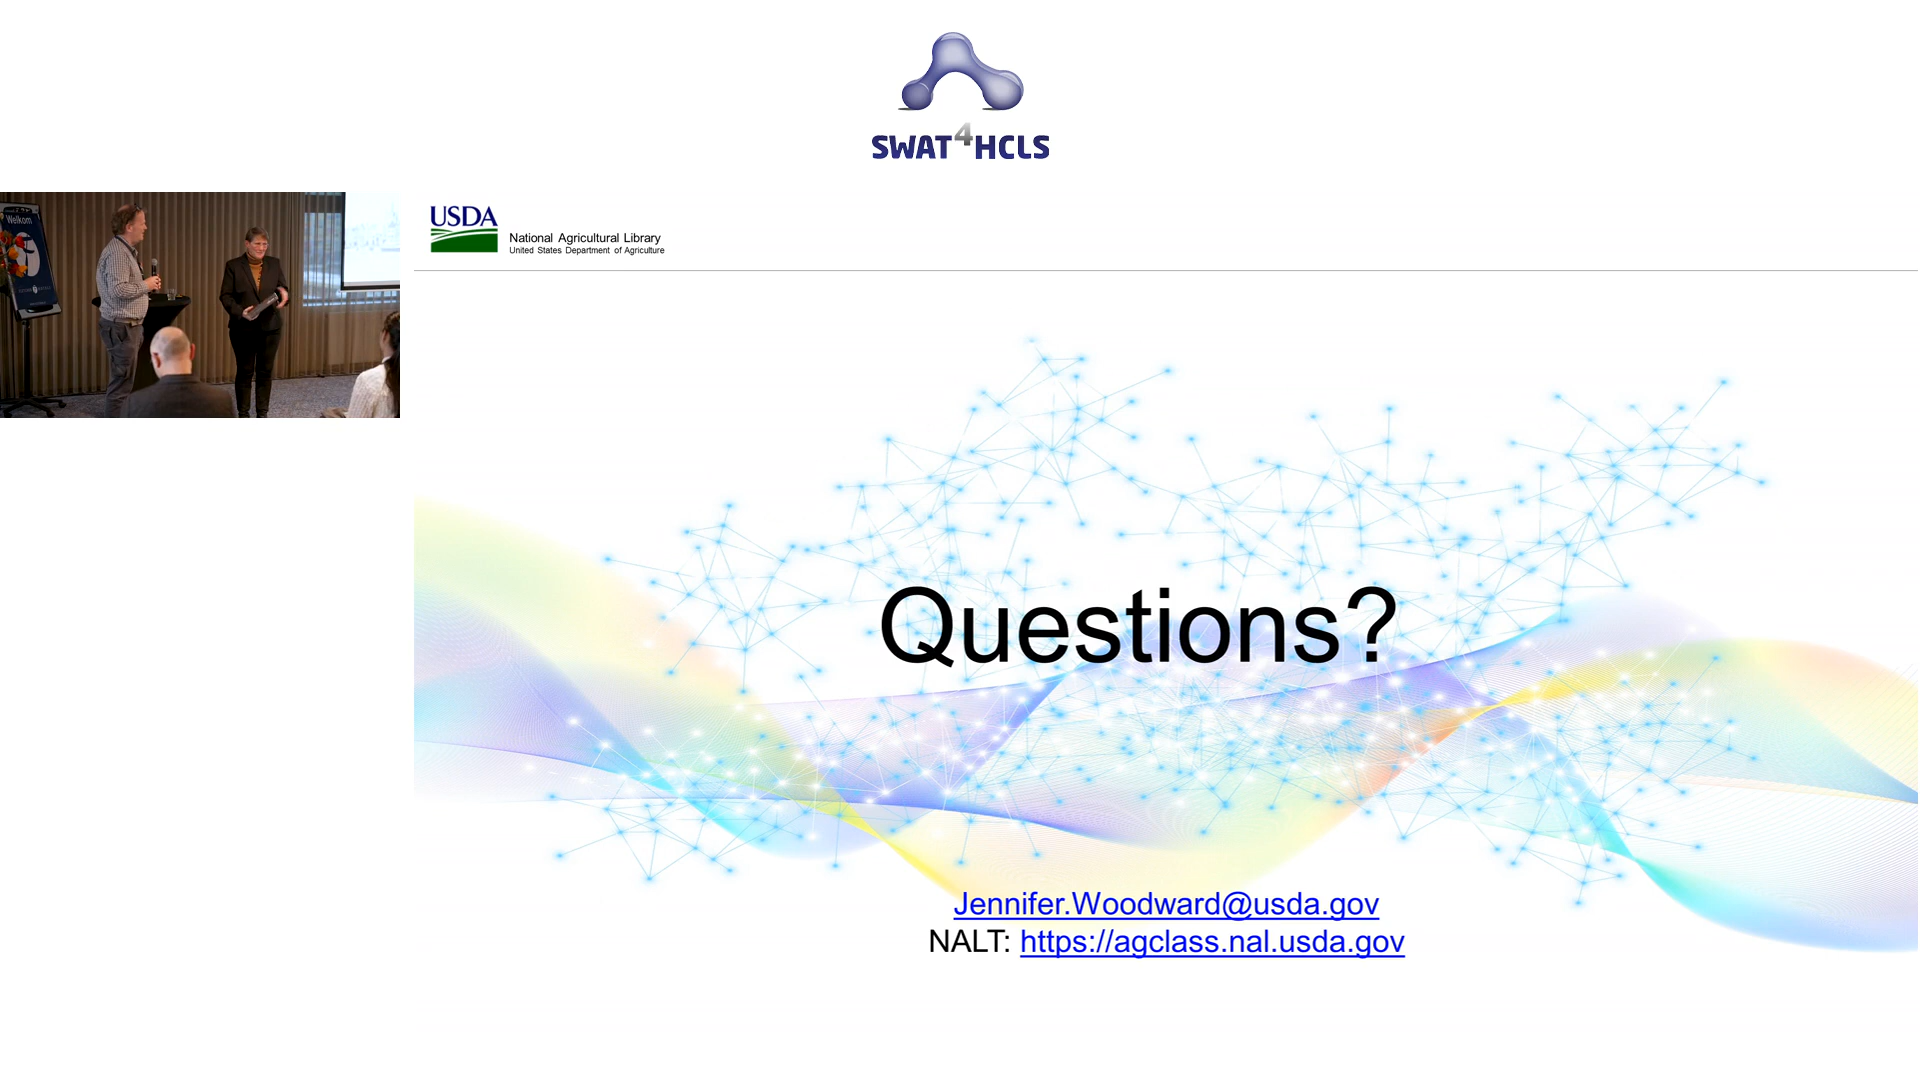 SWAT4HCLS
Welkom
USDA
National Agricultural Library
United States Department of Agriculture
Questions?
Jennifer.Woodward@usda.gov
NALT: https://agclass.nal.usda.gov